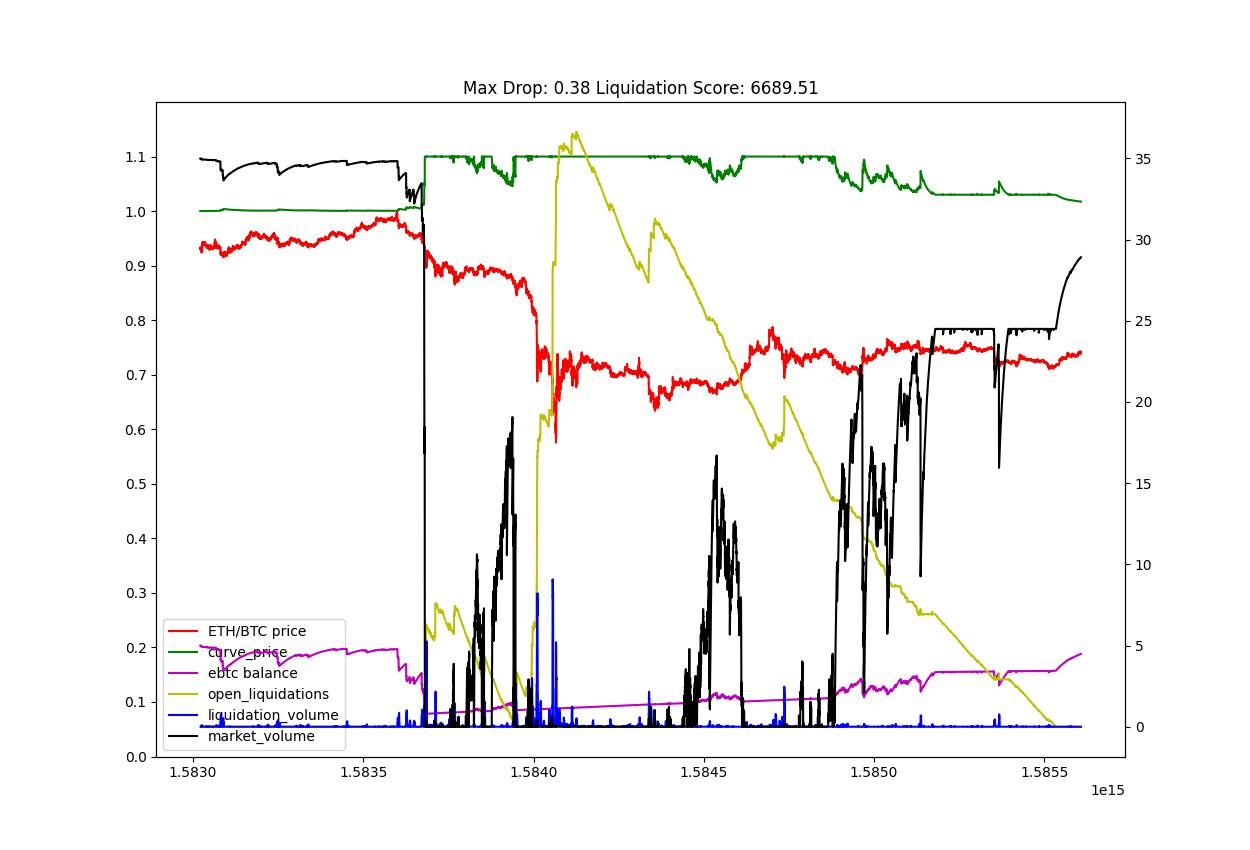 Max Drop: 0.38 Liquidation Score: 6689.51
1.1
1.0
0.9
0.8
0.7
0.6
0.5
0.4
0.3
0.2
0.1
0.0
35
30
25
20
15
10
5
0
ETH/BTC price
curve_price
ebtc balance
open_liquidations
liquidation_volume
market_volume
1.5830 1.5835 1.5840 1.5845 1.5850 1.5855
1e15